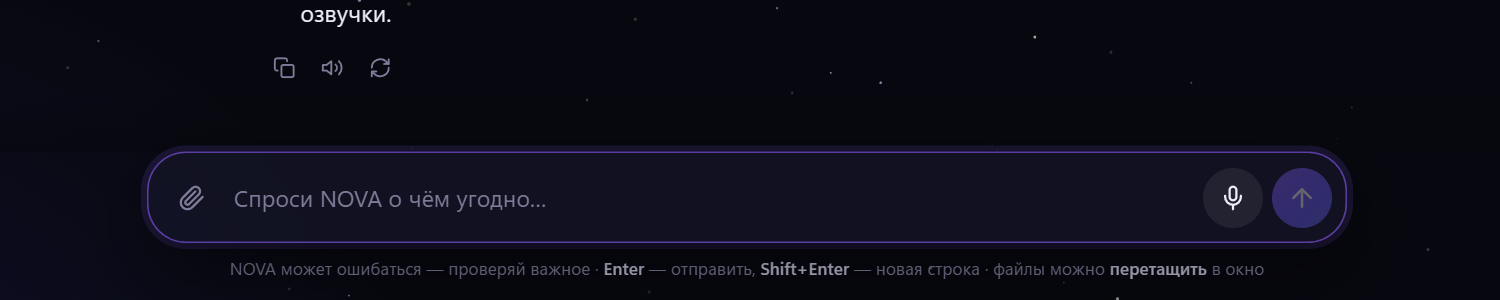 озвучки.
Спроси NOVA о чём угодно...
NOVA может ошибаться — проверяй важное · Enter — отправить, Shift+Enter — новая строка · файлы можно перетащить в окно